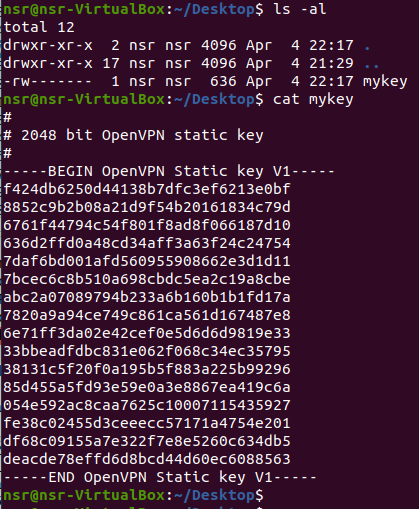 nsr@nsr-VirtualBox:~/Desktop$ ls -al
total 12
drwxr-xr-x  2 nsr nsr 4096 Apr  4 22:17 .
drwxr-xr-x 17 nsr nsr 4096 Apr  4 21:29 ..
-rw-------  1 nsr nsr  636 Apr  4 22:17 mykey
nsr@nsr-VirtualBox:~/Desktop$ cat mykey
#
# 2048 bit OpenVPN static key
#
-----BEGIN OpenVPN Static key V1-----
f424db6250d44138b7dfc3ef6213e0bf
8852c9b2b08a21d9f54b20161834c79d
6761f44794c54f801f8ad8f066187d10
636d2ffd0a48cd34aff3a63f24c24754
7daf6bd001afd560955908662e3d1d11
7bcec6c8b510a698cbdc5ea2c19a8cbe
abc2a07089794b233a6b160b1b1fd17a
7820a9a94ce749c861ca561d167487e8
6e71ff3da02e42cef0e5d6d6d9819e33
33bbeadfdbc831e062f068c34ec35795
38131c5f20f0a195b5f883a225b99296
85d455a5fd93e59e0a3e8867ea419c6a
054e592ac8caa7625c10007115435927
fe38c02455d3ceeecc57171a4754e201
df68c09155a7e322f7e8e5260c634db5
deacde78effd6d8bcd44d60ec6088563
-----END OpenVPN Static key V1-----
nsr@nsr-VirtualBox:~/Desktop$
nsr@nsr-VirtualBox:~/Desktop$